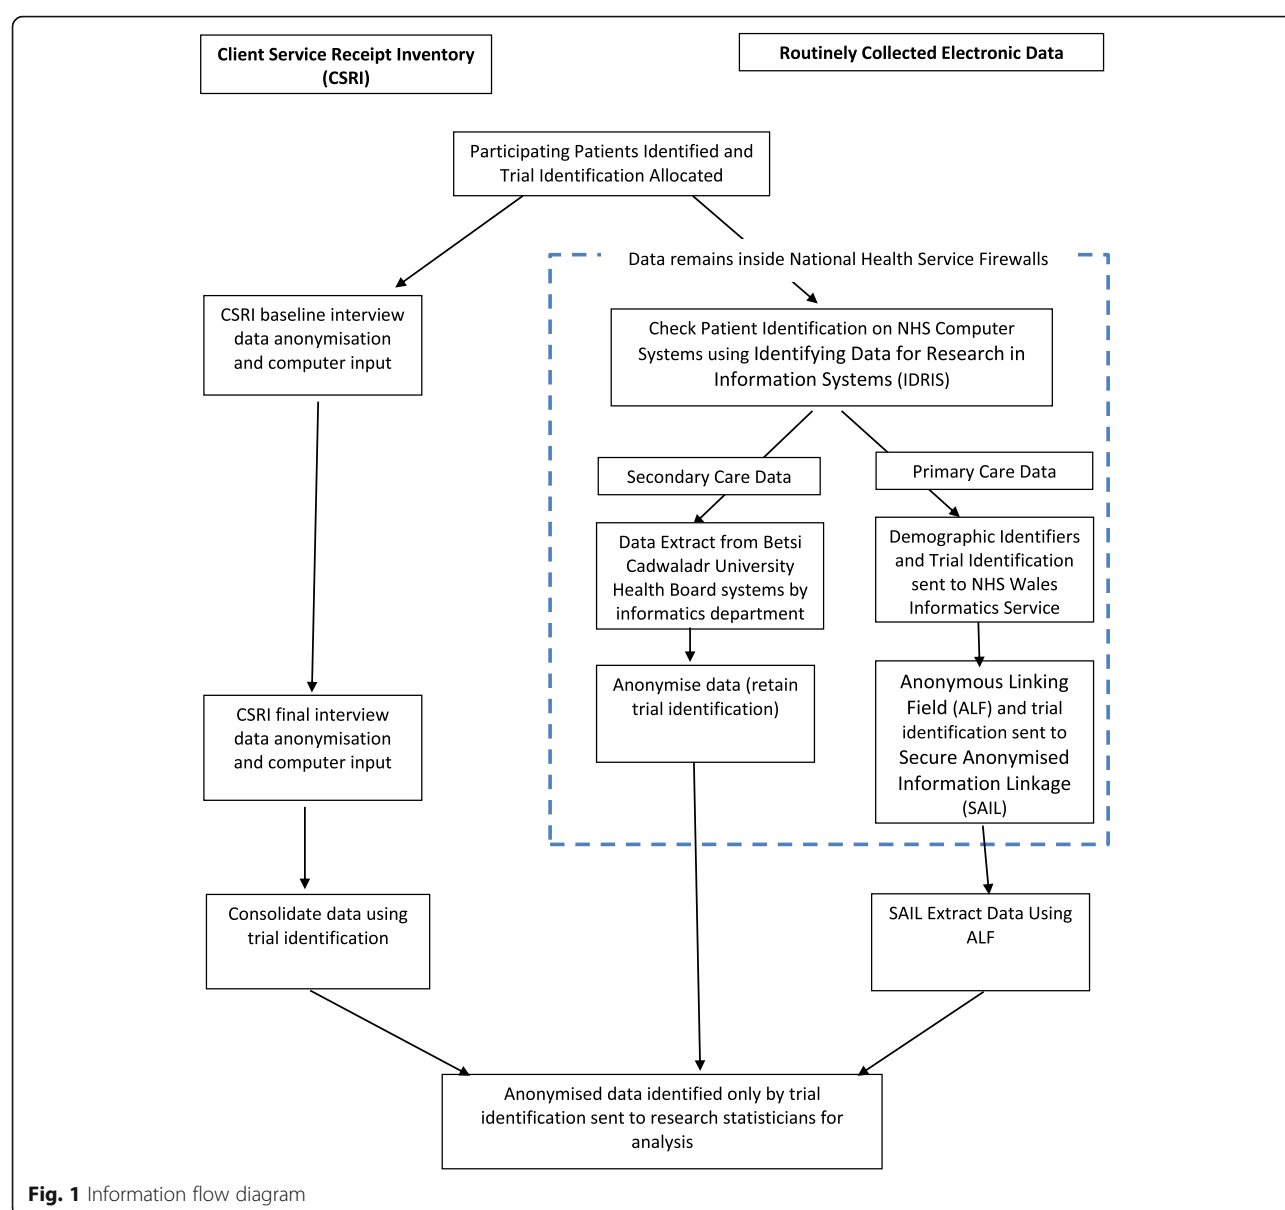 Client Service Receipt Inventory
(CSRI)
Routinely Collected Electronic Data
Participating Patients Identified and
Trial Identification Allocated
Data remains inside National Health Service Firewalls
CSRI baseline interview
data anonymisation
and computer input
Check Patient Identification on NHS Computer
Systems using Identifying Data for Research in
Information Systems (IDRIS)
Secondary Care Data
Primary Care Data
Data Extract from Betsi
Cadwaladr University
Health Board systems by
informatics department
Demographic Identifiers
and Trial Identification
sent to NHS Wales
Informatics Service
Anonymise data (retain
trial identification)
Anonymous Linking
Field (ALF) and trial
identification sent to
Secure Anonymised
Information Linkage
(SAIL)
CSRI final interview
data anonymisation
and computer input
Consolidate data using
trial identification
SAIL Extract Data Using
ALF
Anonymised data identified only by trial
identification sent to research statisticians for
analysis
Fig. 1 Information flow diagram